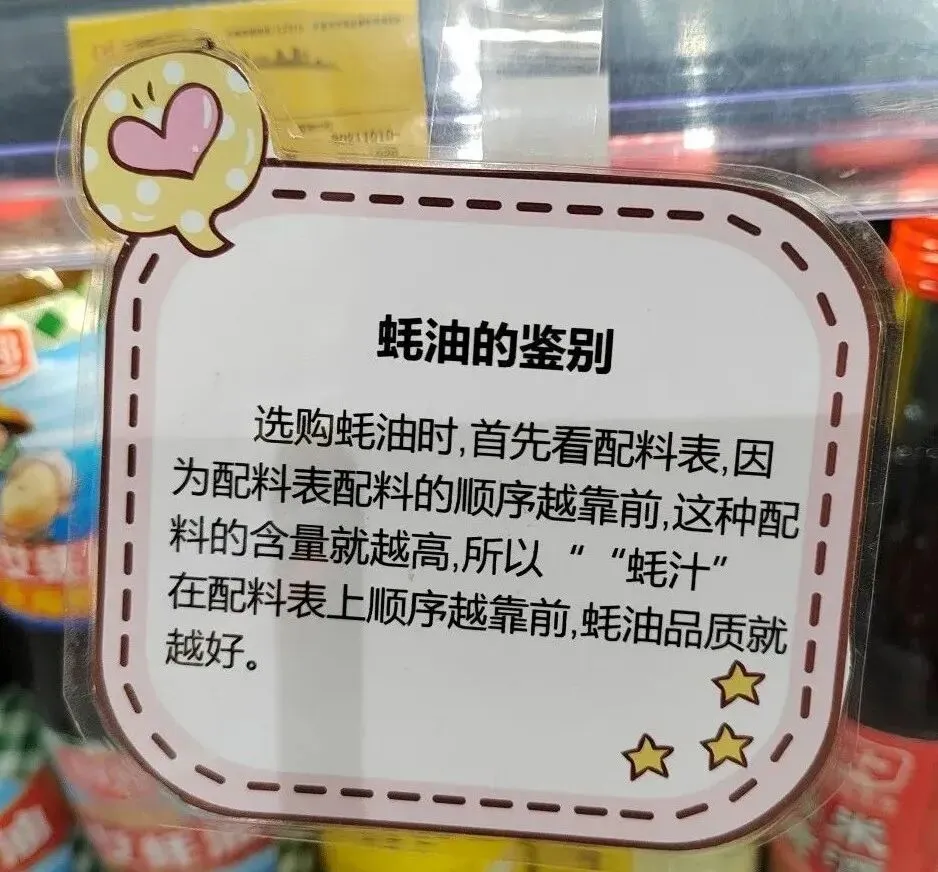 蚝油的鉴别
选购蚝油时,首先看配料表,因
为配料表配料的顺序越靠前,这种配
料的含量就越高,所以““蚝汁”
在配料表上顺序越靠前,蚝油品质就
越好。